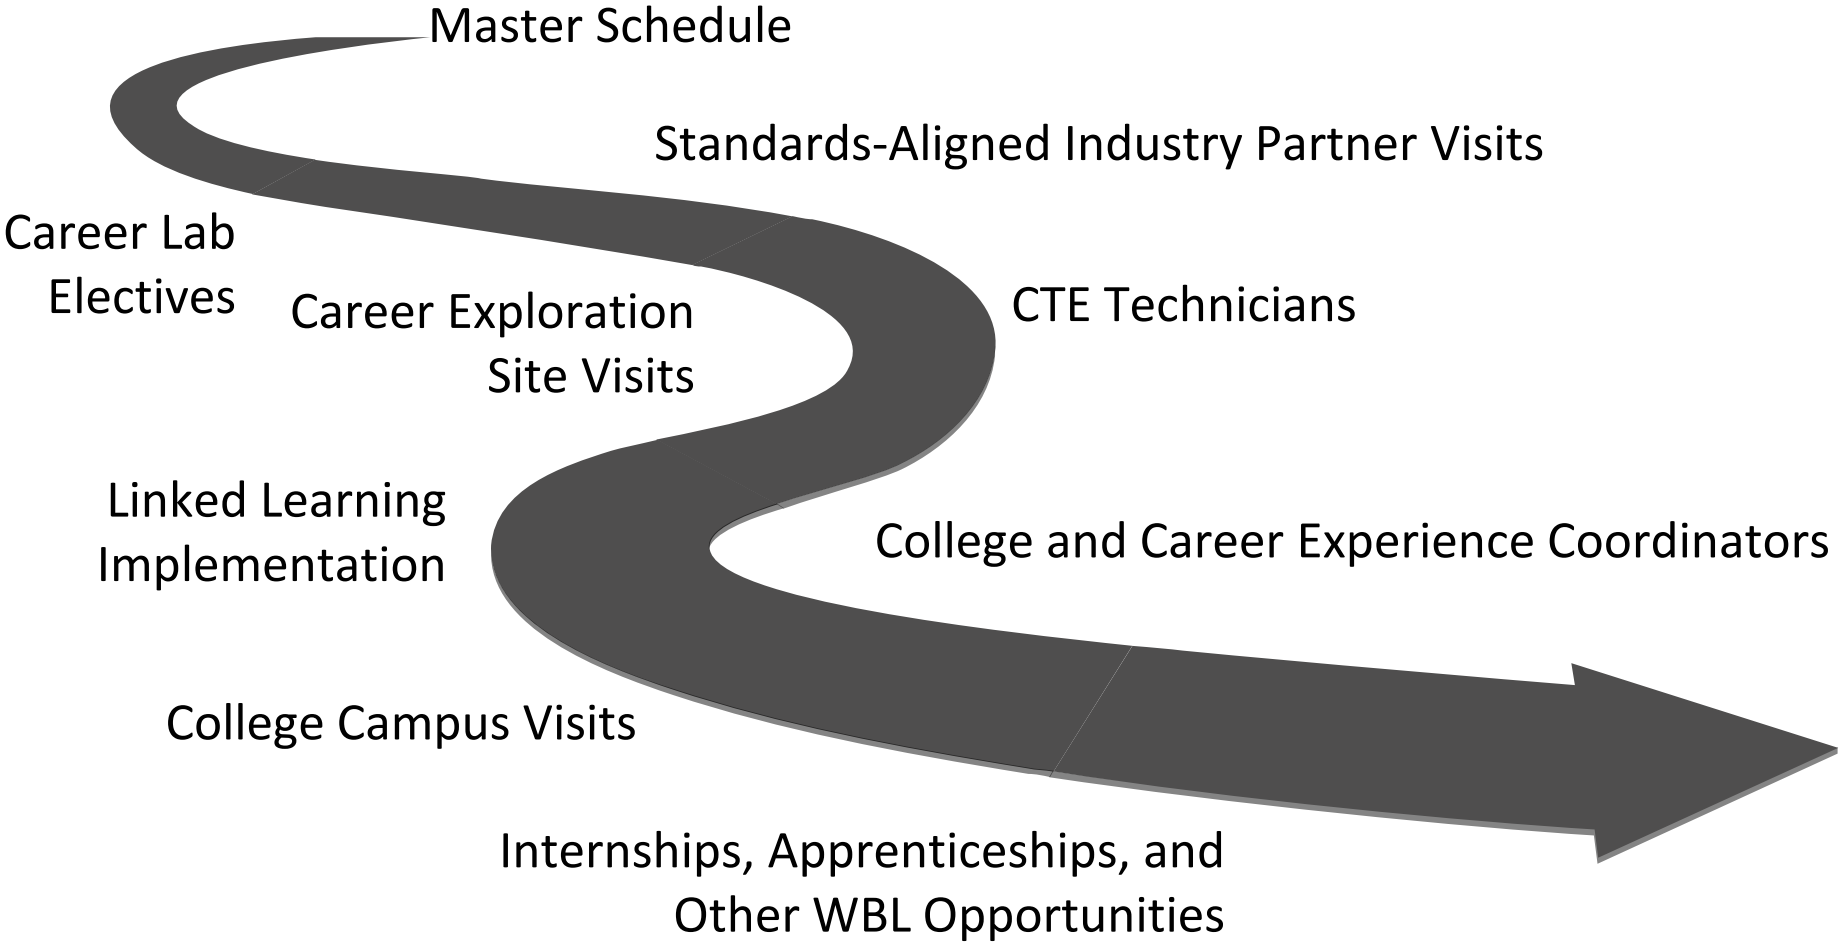 Master Schedule
Standards-Aligned Industry Partner Visits
Career Lab
Electives
Career Exploration
Site Visits
CTE Technicians
Linked Learning
Implementation
College and Career Experience Coordinators
College Campus Visits
Internships, Apprenticeships, and
Other WBL Opportunities